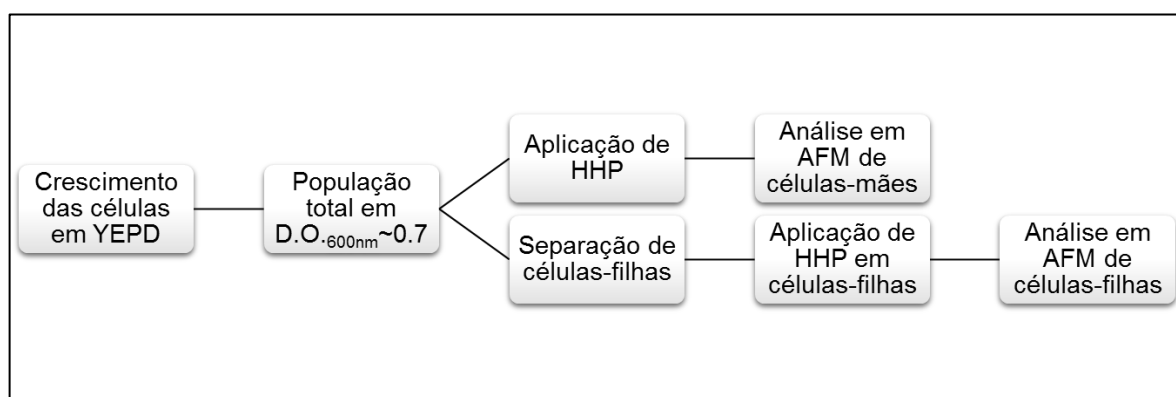 Crescimento
das células
em YEPD
População
total em
D.O.600nm~0.7
Aplicação de
HHP
Análise em
AFM de
células-mães
Separação de
células-filhas
Aplicação de
HHP em
células-filhas
Análise em
AFM de
células-filhas